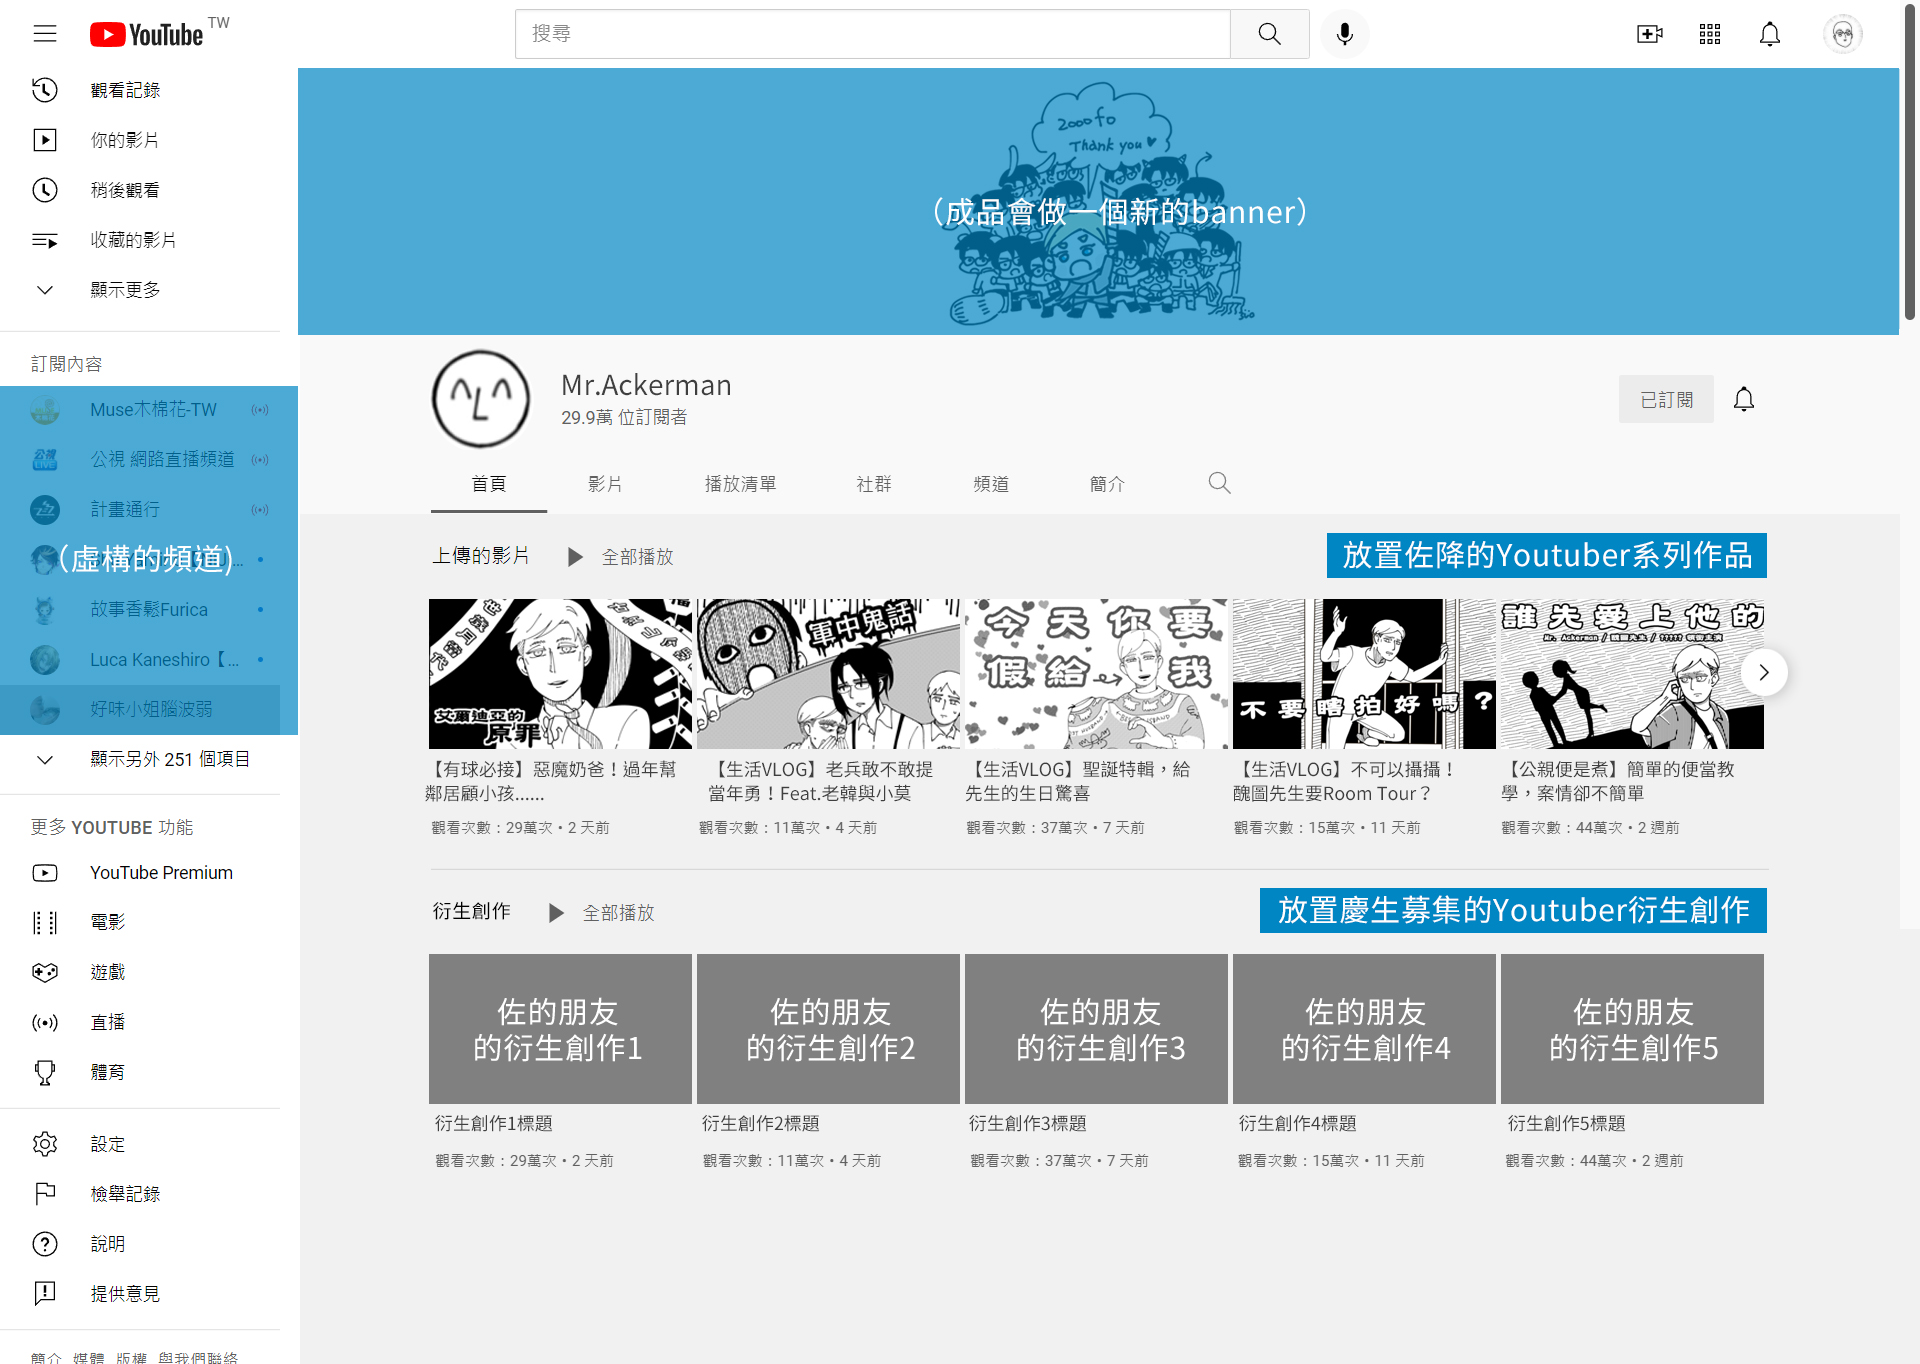 YouTube TW
搜尋
觀看記錄
你的影片
稍後觀看
收藏的影片
顯示更多
訂閱內容
Muse木棉花-TW
公視 網路直播頻道
計畫通行
（虛構的頻道）
故事香鬆Furica
Luca Kaneshiro【...
好味小姐腦波弱
顯示另外 251 個項目
更多 YOUTUBE 功能
YouTube Premium
電影
遊戲
直播
體育
設定
檢舉記錄
說明
提供意見
簡介 媒體 版權 與我們聯絡
2000fo
Thank you
（成品會做一個新的banner）
Mr.Ackerman
29.9萬 位訂閱者
已訂閱
首頁 影片 播放清單 社群 頻道 簡介
上傳的影片 全部播放
放置佐降的Youtuber系列作品
艾爾迪亞的
原罪
軍中鬼話
今天你要
假給我
不要瞎拍好嗎？
誰先愛上他的
【有球必接】惡魔奶爸！過年幫
鄰居顧小孩......
觀看次數：29萬次・2 天前
【生活VLOG】老兵敢不敢提
當年勇！Feat.老韓與小莫
觀看次數：11萬次・4 天前
【生活VLOG】聖誕特輯，給
先生的生日驚喜
觀看次數：37萬次・7 天前
【生活VLOG】不可以攝攝！
醜圖先生要Room Tour？
觀看次數：15萬次・11 天前
【公親便是煮】簡單的便當教
學，案情卻不簡單
觀看次數：44萬次・2 週前
衍生創作 全部播放
放置慶生募集的Youtuber衍生創作
佐的朋友
的衍生創作1
佐的朋友
的衍生創作2
佐的朋友
的衍生創作3
佐的朋友
的衍生創作4
佐的朋友
的衍生創作5
衍生創作1標題
觀看次數：29萬次・2 天前
衍生創作2標題
觀看次數：11萬次・4 天前
衍生創作3標題
觀看次數：37萬次・7 天前
衍生創作4標題
觀看次數：15萬次・11 天前
衍生創作5標題
觀看次數：44萬次・2 週前